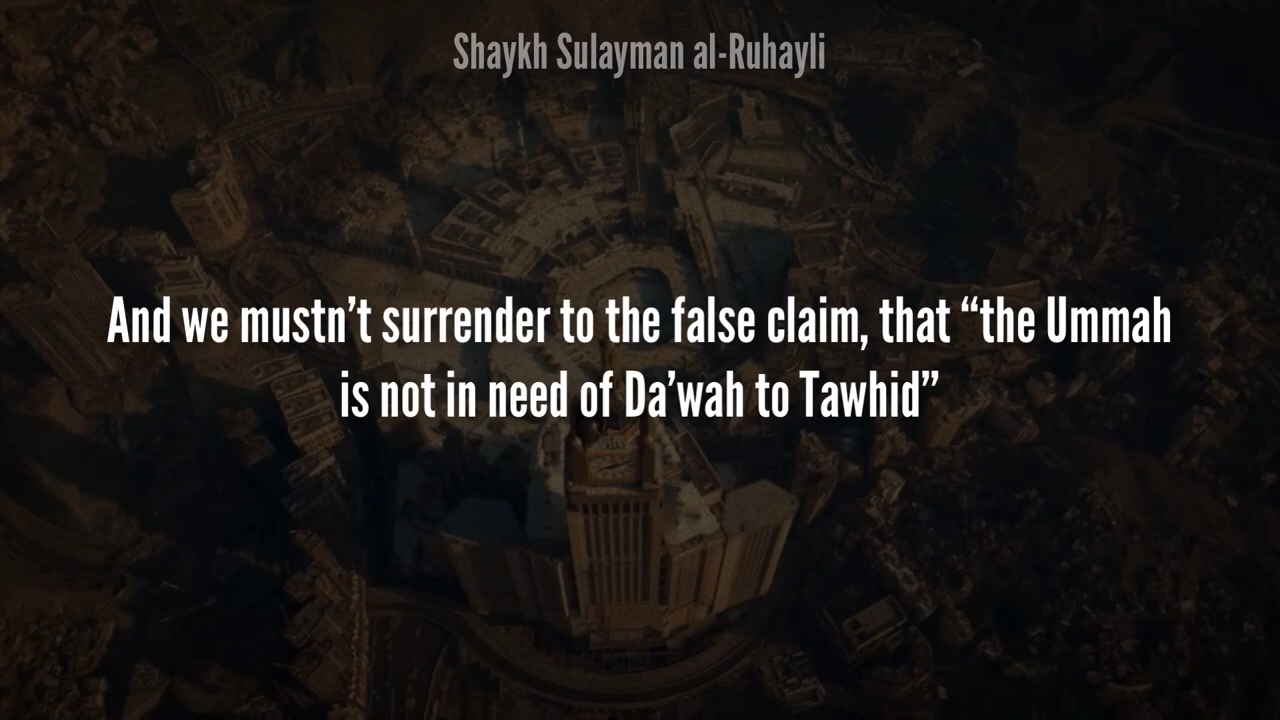 Shaykh Sulayman al-Ruhayli
And we mustn’t surrender to the false claim, that “the Ummah
is not in need of Da’wah to Tawhid”